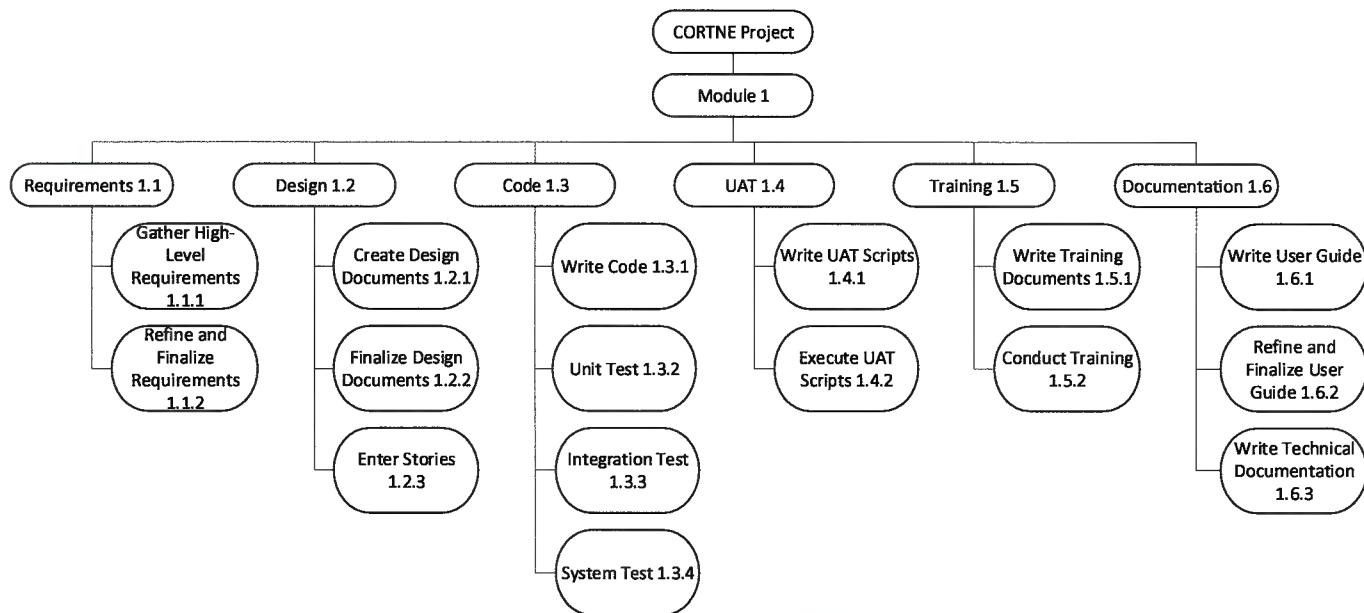 CORTNE Project
Module 1
Requirements 1.1
Design 1.2
Code 1.3
UAT 1.4
Training 1.5
Documentation 1.6
Gather High-
Level
Requirements
1.1.1
Refine and
Finalize
Requirements
1.1.2
Create Design
Documents 1.2.1
Finalize Design
Documents 1.2.2
Enter Stories
1.2.3
Write Code 1.3.1
Unit Test 1.3.2
Integration Test
1.3.3
System Test 1.3.4
Write UAT Scripts
1.4.1
Execute UAT
Scripts 1.4.2
Write Training
Documents 1.5.1
Conduct Training
1.5.2
Write User Guide
1.6.1
Refine and
Finalize User
Guide 1.6.2
Write Technical
Documentation
1.6.3